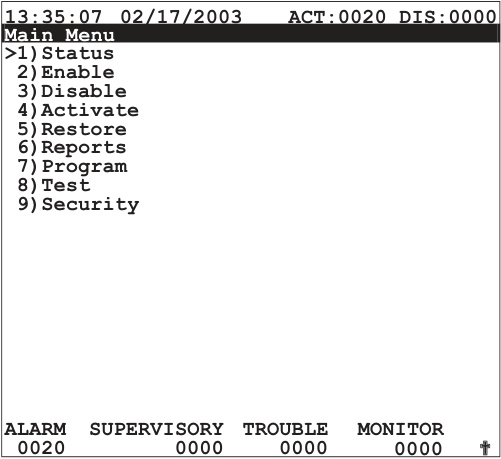 13:35:07 02/17/2003 ACT:0020 DIS:0000
Main Menu
>1)Status
2)Enable
3)Disable
4)Activate
5)Restore
6)Reports
7)Program
8)Test
9)Security
ALARM SUPERVISORY TROUBLE MONITOR
0020 0000 0000 0000 ✝